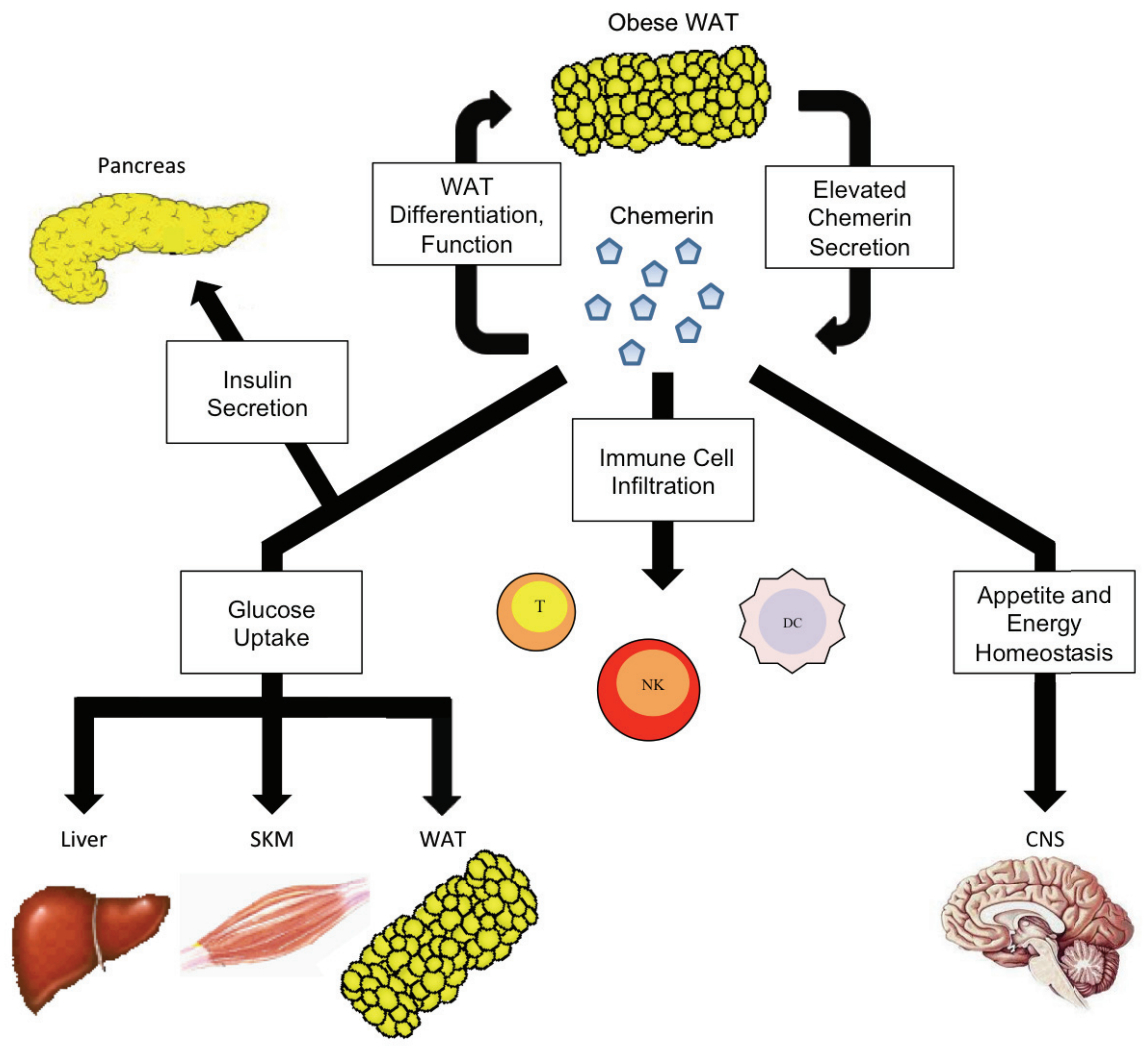 Obese WAT
Pancreas
WAT
Differentiation,
Function
Chemerin
Elevated
Chemerin
Secretion
Insulin
Secretion
Immune Cell
Infiltration
Glucose
Uptake
T
NK
DC
Appetite and
Energy
Homeostasis
Liver
SKM
WAT
CNS